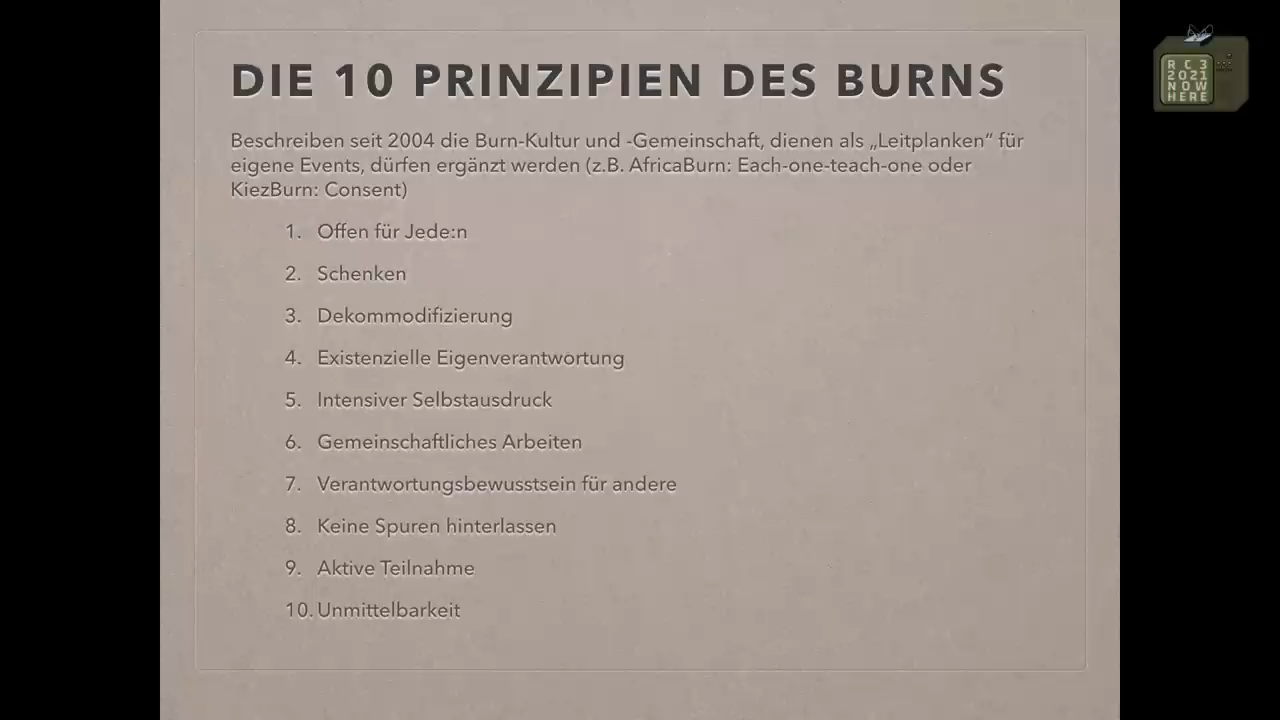 DIE 10 PRINZIPIEN DES BURNS
Beschreiben seit 2004 die Burn-Kultur und -Gemeinschaft, dienen als „Leitplanken“ für
eigene Events, dürfen ergänzt werden (z.B. AfricaBurn: Each-one-teach-one oder
KiezBurn: Consent)
1. Offen für Jede:n
2. Schenken
3. Dekommodifizierung
4. Existenzielle Eigenverantwortung
5. Intensiver Selbstausdruck
6. Gemeinschaftliches Arbeiten
7. Verantwortungsbewusstsein für andere
8. Keine Spuren hinterlassen
9. Aktive Teilnahme
10. Unmittelbarkeit
RC3
2021
NOW
HERE